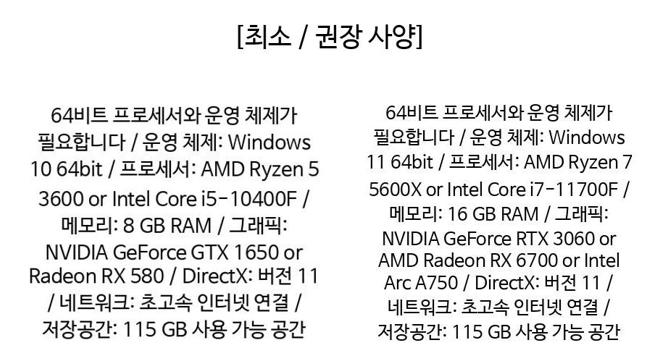 [최소 / 권장 사양]
64비트 프로세서와 운영 체제가
필요합니다 / 운영 체제: Windows
10 64bit / 프로세서: AMD Ryzen 5
3600 or Intel Core i5-10400F /
메모리: 8 GB RAM / 그래픽:
NVIDIA GeForce GTX 1650 or
Radeon RX 580 / DirectX: 버전 11
/ 네트워크: 초고속 인터넷 연결 /
저장공간: 115 GB 사용 가능 공간
64비트 프로세서와 운영 체제가
필요합니다 / 운영 체제: Windows
11 64bit / 프로세서: AMD Ryzen 7
5600X or Intel Core i7-11700F /
메모리: 16 GB RAM / 그래픽:
NVIDIA GeForce RTX 3060 or
AMD Radeon RX 6700 or Intel
Arc A750 / DirectX: 버전 11 /
네트워크: 초고속 인터넷 연결 /
저장공간: 115 GB 사용 가능 공간